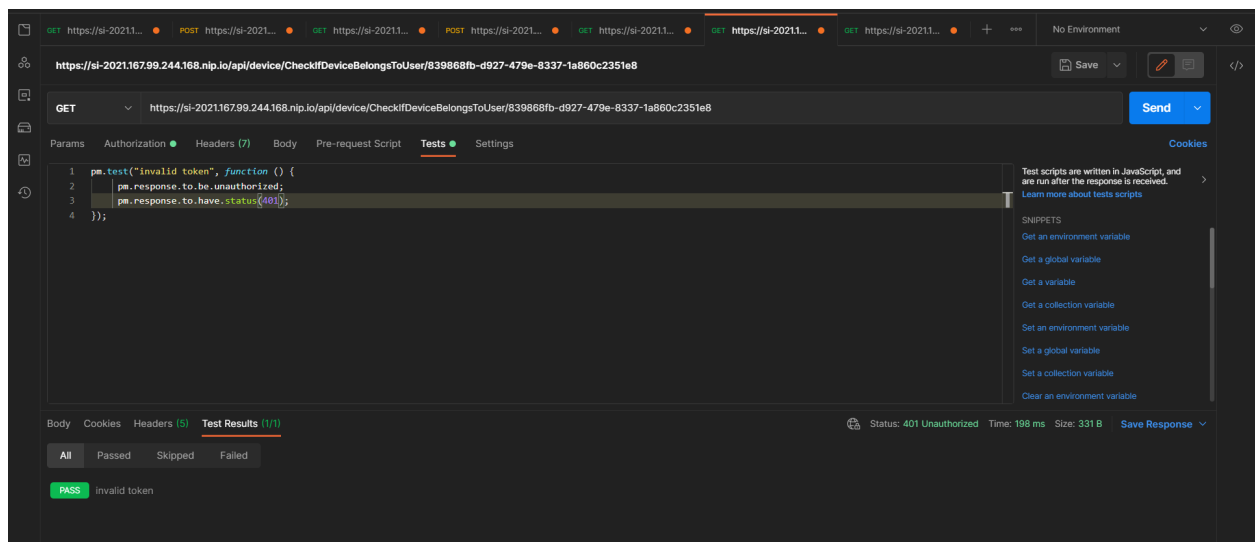 GET https://si-2021.1... POST https://si-2021.... GET https://si-2021.1... POST https://si-2021.... GET https://si-2021.1... GET https://si-2021.1... GET https://si-2021.1... + ooo No Environment
https://si-2021.167.99.244.168.nip.io/api/device/CheckIfDeviceBelongsToUser/839868fb-d927-479e-8337-1a860c2351e8 Save </>
GET https://si-2021.167.99.244.168.nip.io/api/device/CheckIfDeviceBelongsToUser/839868fb-d927-479e-8337-1a860c2351e8 Send
Params Authorization Headers (7) Body Pre-request Script Tests Settings Cookies
1 pm.test("invalid token", function () {
2 pm.response.to.be.unauthorized;
3 pm.response.to.have.status(401);
4 });
Test scripts are written in JavaScript, and
are run after the response is received.
Learn more about tests scripts
SNIPPETS
Get an environment variable
Get a global variable
Get a variable
Get a collection variable
Set an environment variable
Set a global variable
Set a collection variable
Clear an environment variable
Body Cookies Headers (5) Test Results (1/1) Status: 401 Unauthorized Time: 198 ms Size: 331 B Save Response
All Passed Skipped Failed
PASS invalid token